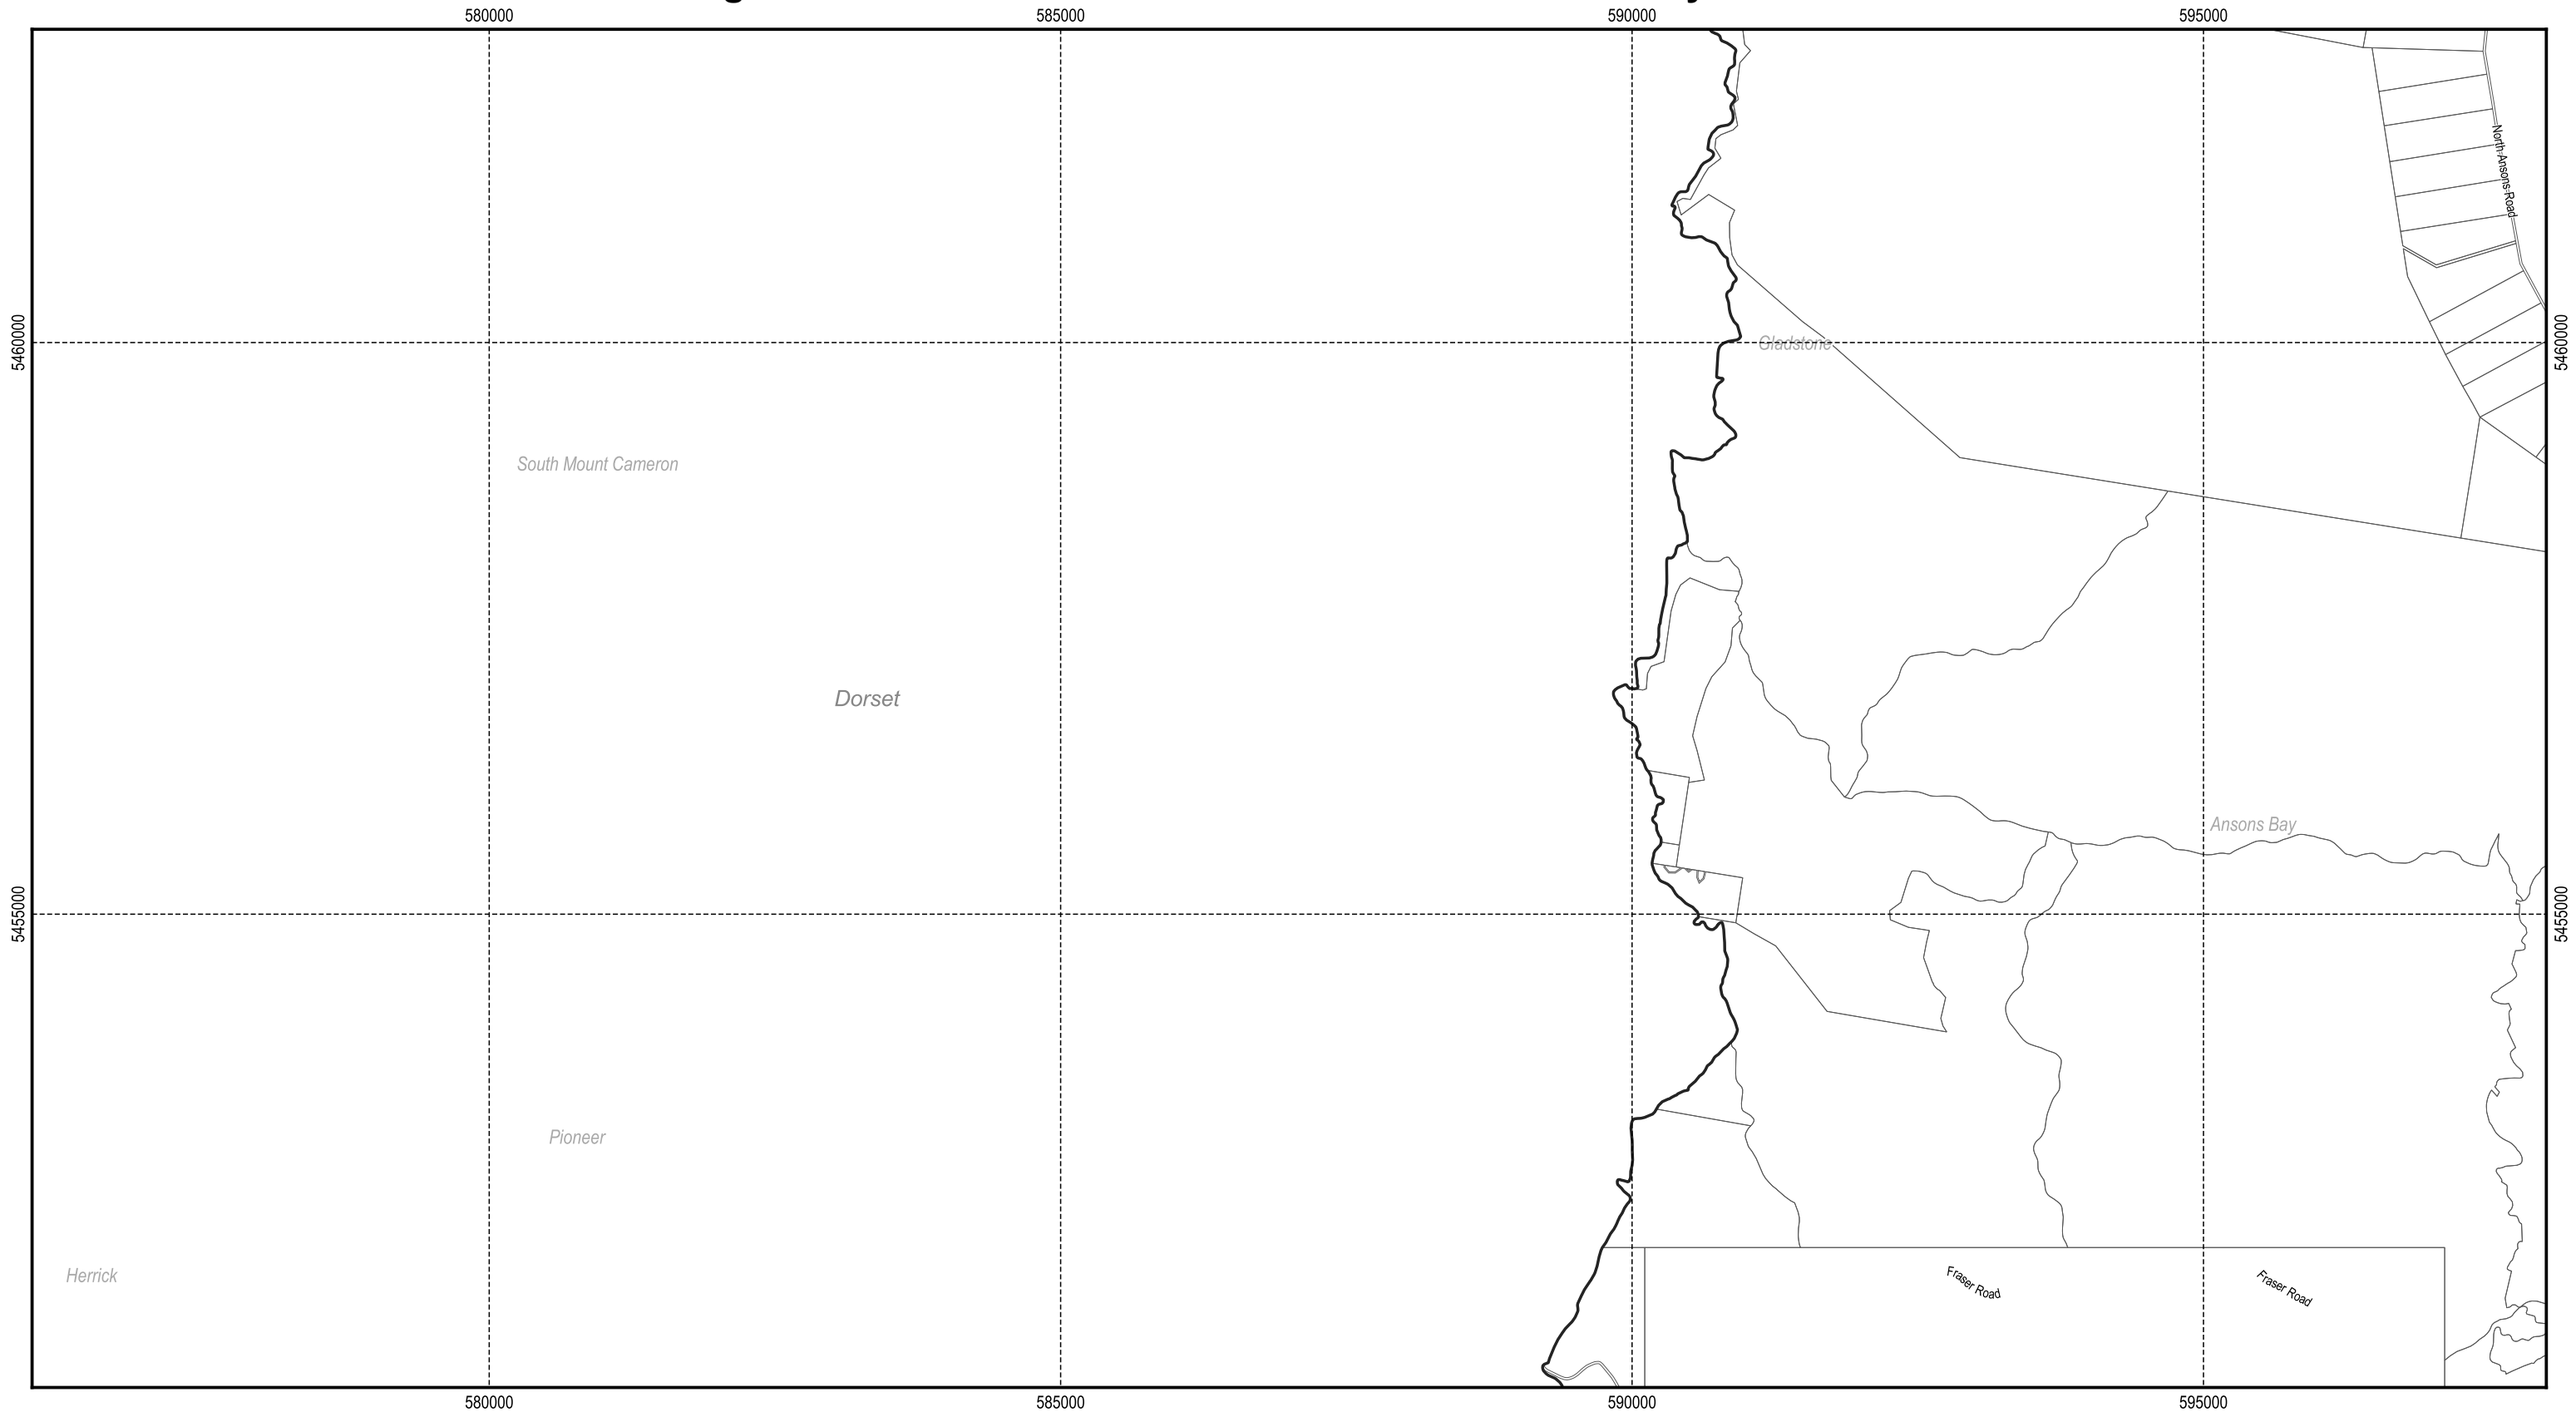 580000
585000
590000
595000
North Ansons Road
5460000
Gladstone
5460000
South Mount Cameron
Dorset
Ansons Bay
5455000
5455000
Pioneer
Herrick
Fraser Road
Fraser Road
580000
585000
590000
595000